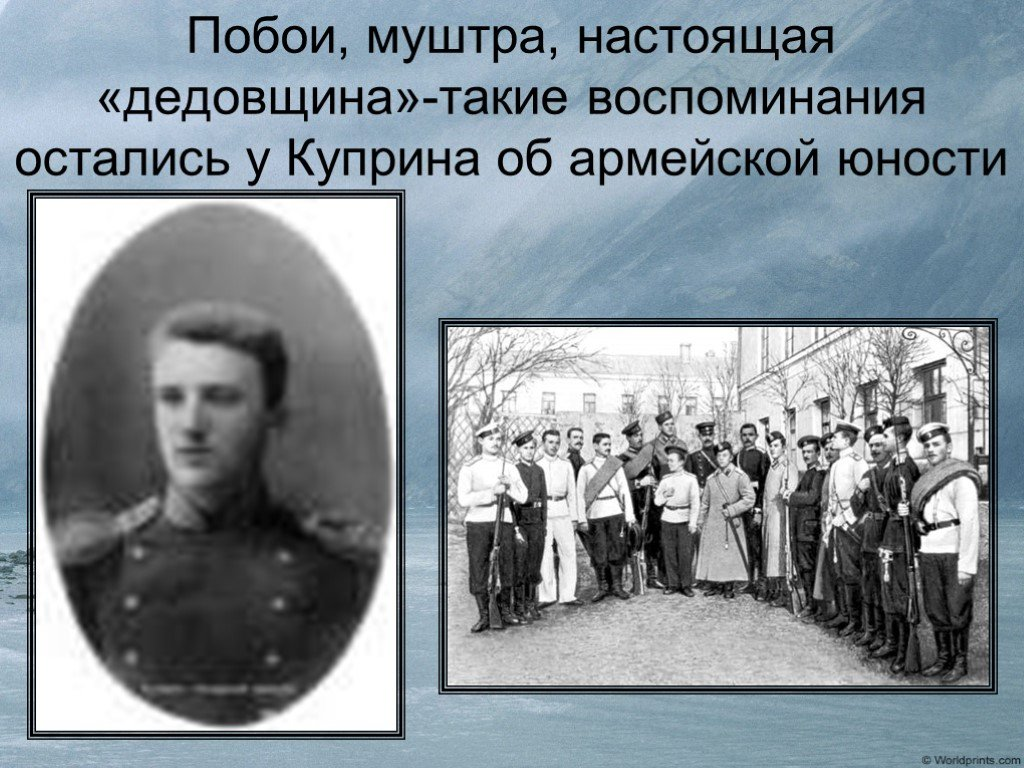 Побои, муштра, настоящая
«дедовщина»-такие воспоминания
остались у Куприна об армейской юности
© Worldprints.com